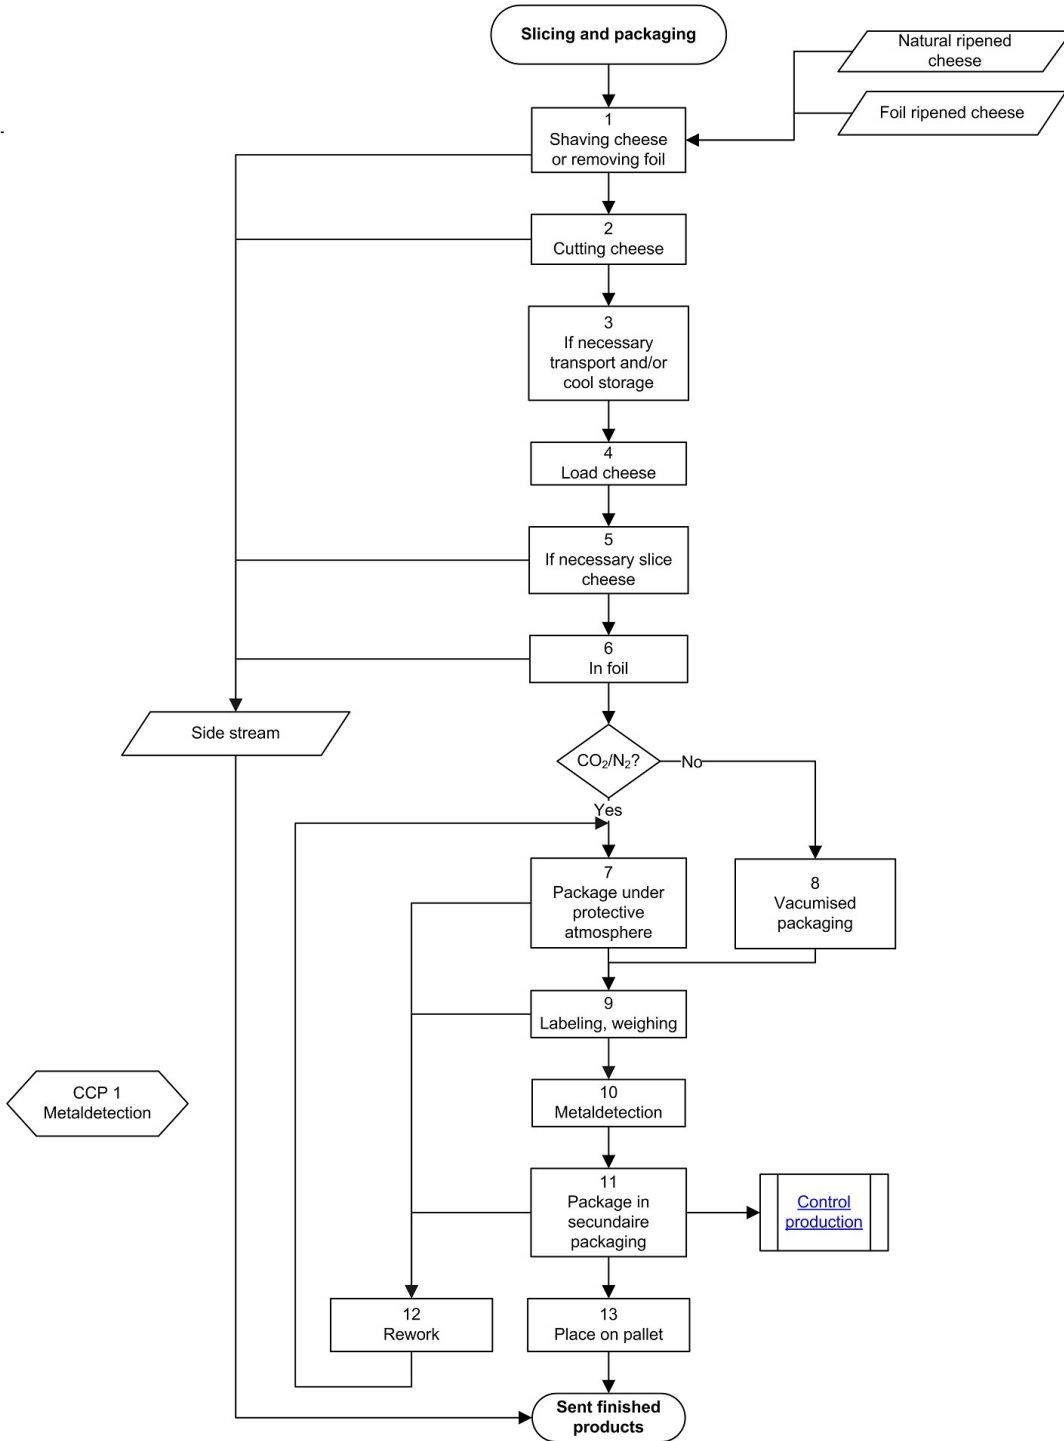 Slicing and packaging
Natural ripened
cheese
Foil ripened cheese
-
1
Shaving cheese
or removing foil
2
Cutting cheese
3
If necessary
transport and/or
cool storage
4
Load cheese
5
If necessary slice
cheese
6
In foil
Side stream
CO₂/N₂?
No
Yes
7
Package under
protective
atmosphere
8
Vacumised
packaging
9
Labeling, weighing
CCP 1
Metaldetection
10
Metaldetection
11
Package in
secundaire
packaging
Control
production
12
Rework
13
Place on pallet
Sent finished
products